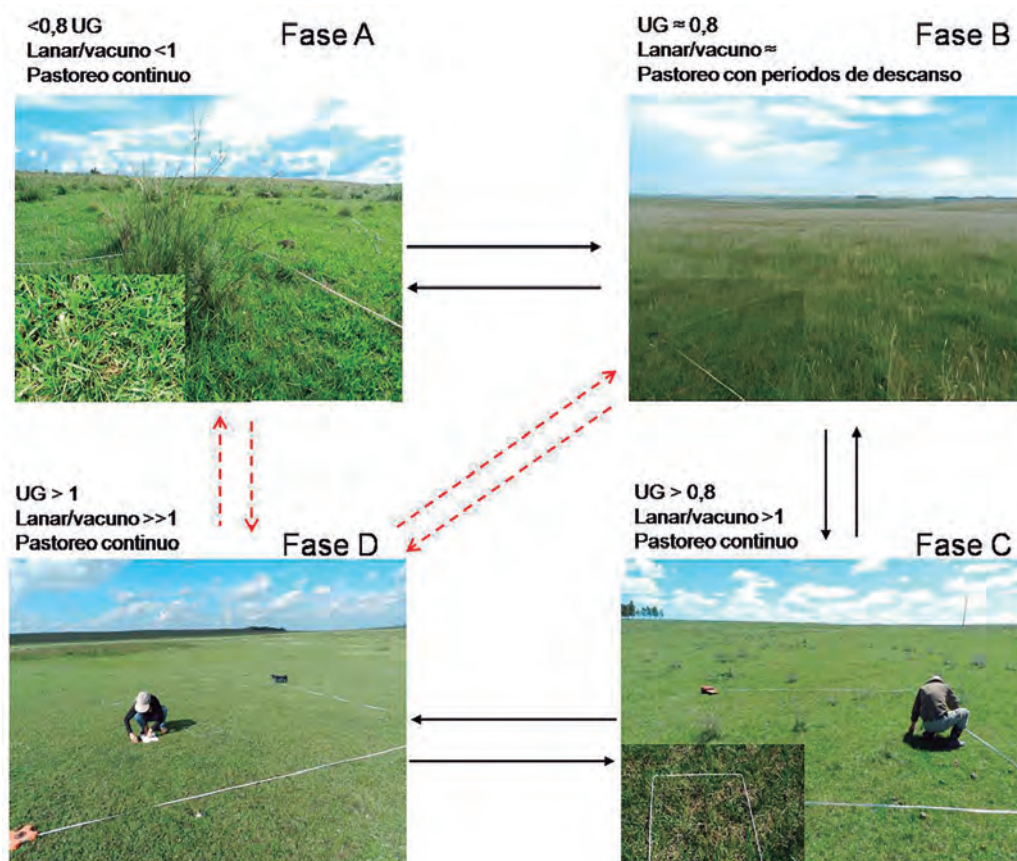 <0,8 UG
Lanar/vacuno <1
Pastoreo continuo
Fase A
UG ≈ 0,8
Lanar/vacuno ≈
Pastoreo con períodos de descanso
Fase B
UG > 1
Lanar/vacuno >>1
Pastoreo continuo
Fase D
UG > 0,8
Lanar/vacuno >1
Pastoreo continuo
Fase C